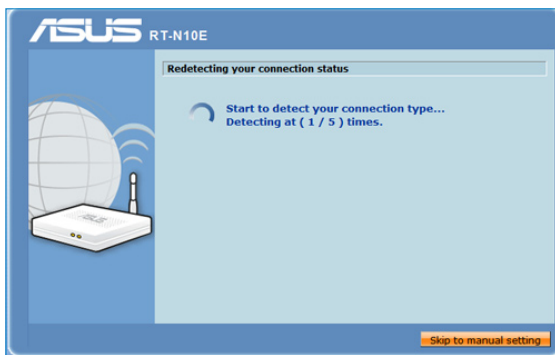 ASUS RT-N10E
Redetecting your connection status
Start to detect your connection type...
Detecting at ( 1 / 5 ) times.
ASUS
Skip to manual setting